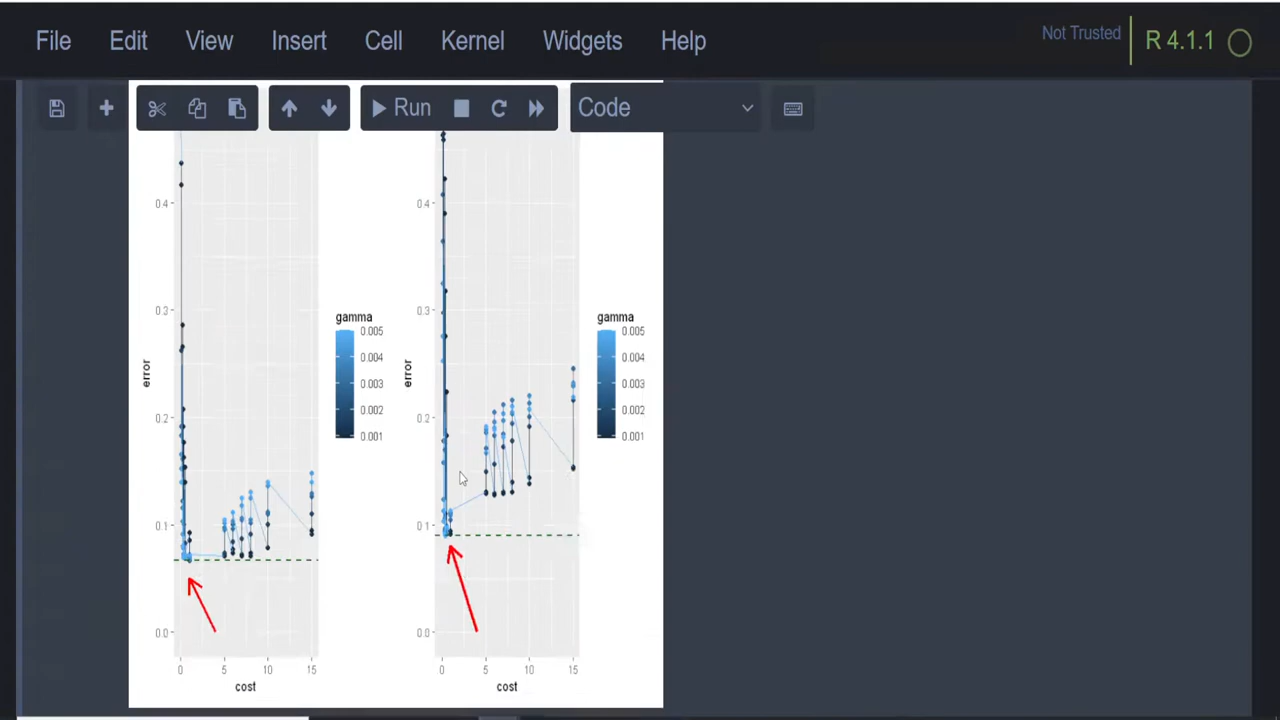 File Edit View Insert Cell Kernel Widgets Help Not Trusted R 4.1.1
Run Code
0.4
0.3
0.2
0.1
0.0
error
0 5 10 15
cost
gamma
0.005
0.004
0.003
0.002
0.001
0.4
0.3
0.2
0.1
0.0
error
0 5 10 15
cost
gamma
0.005
0.004
0.003
0.002
0.001